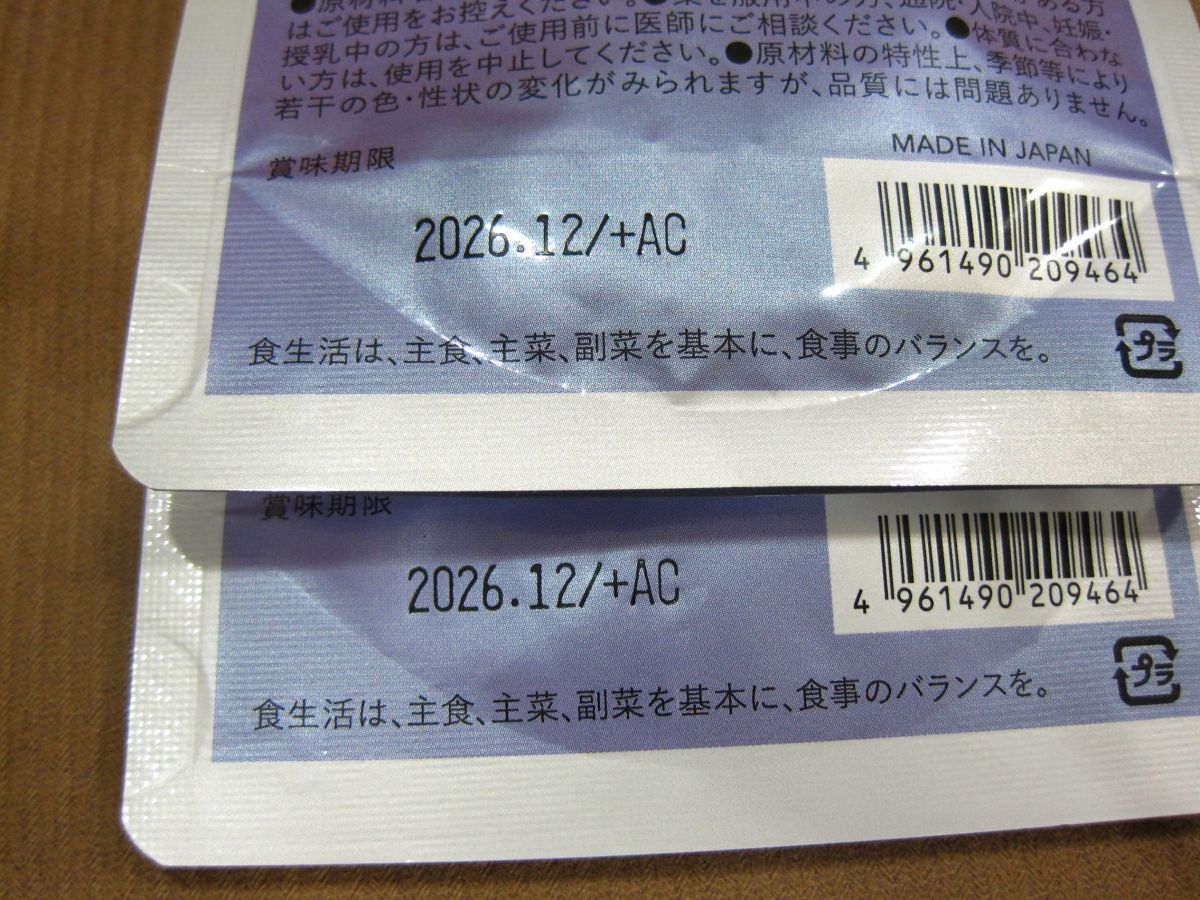 はご使用をお控えください。●薬を服用中の方、通院・入院中、妊娠・
授乳中の方は、ご使用前に医師にご相談ください。●体質に合わな
い方は、使用を中止してください。●原材料の特性上、季節等により
若干の色・性状の変化がみられますが、品質には問題ありません。
MADE IN JAPAN
賞味期限
2026.12/+AC
4 961490 209464
食生活は、主食、主菜、副菜を基本に、食事のバランスを。
プラ
賞味期限
2026.12/+AC
4 961490 209464
食生活は、主食、主菜、副菜を基本に、食事のバランスを。
プラ